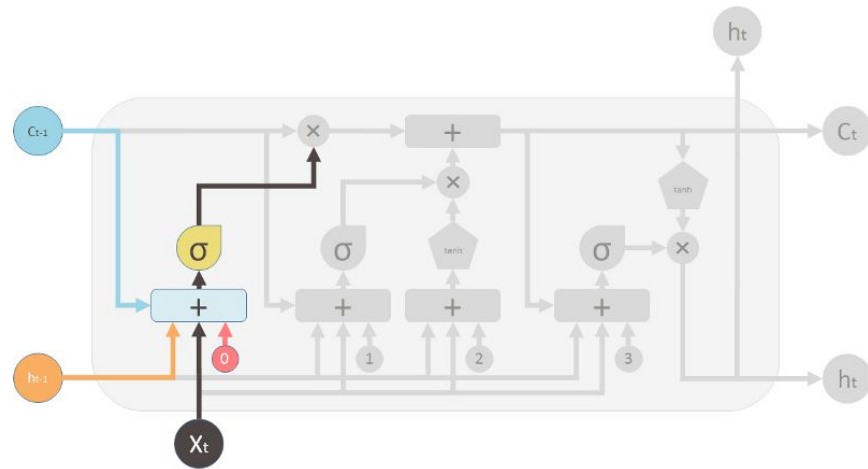 hₜ
Cₜ₋₁
×
+
Cₜ
×
tanh
σ
σ
tanh
σ
×
+
+
+
+
0
1
2
3
hₜ₋₁
hₜ
Xₜ